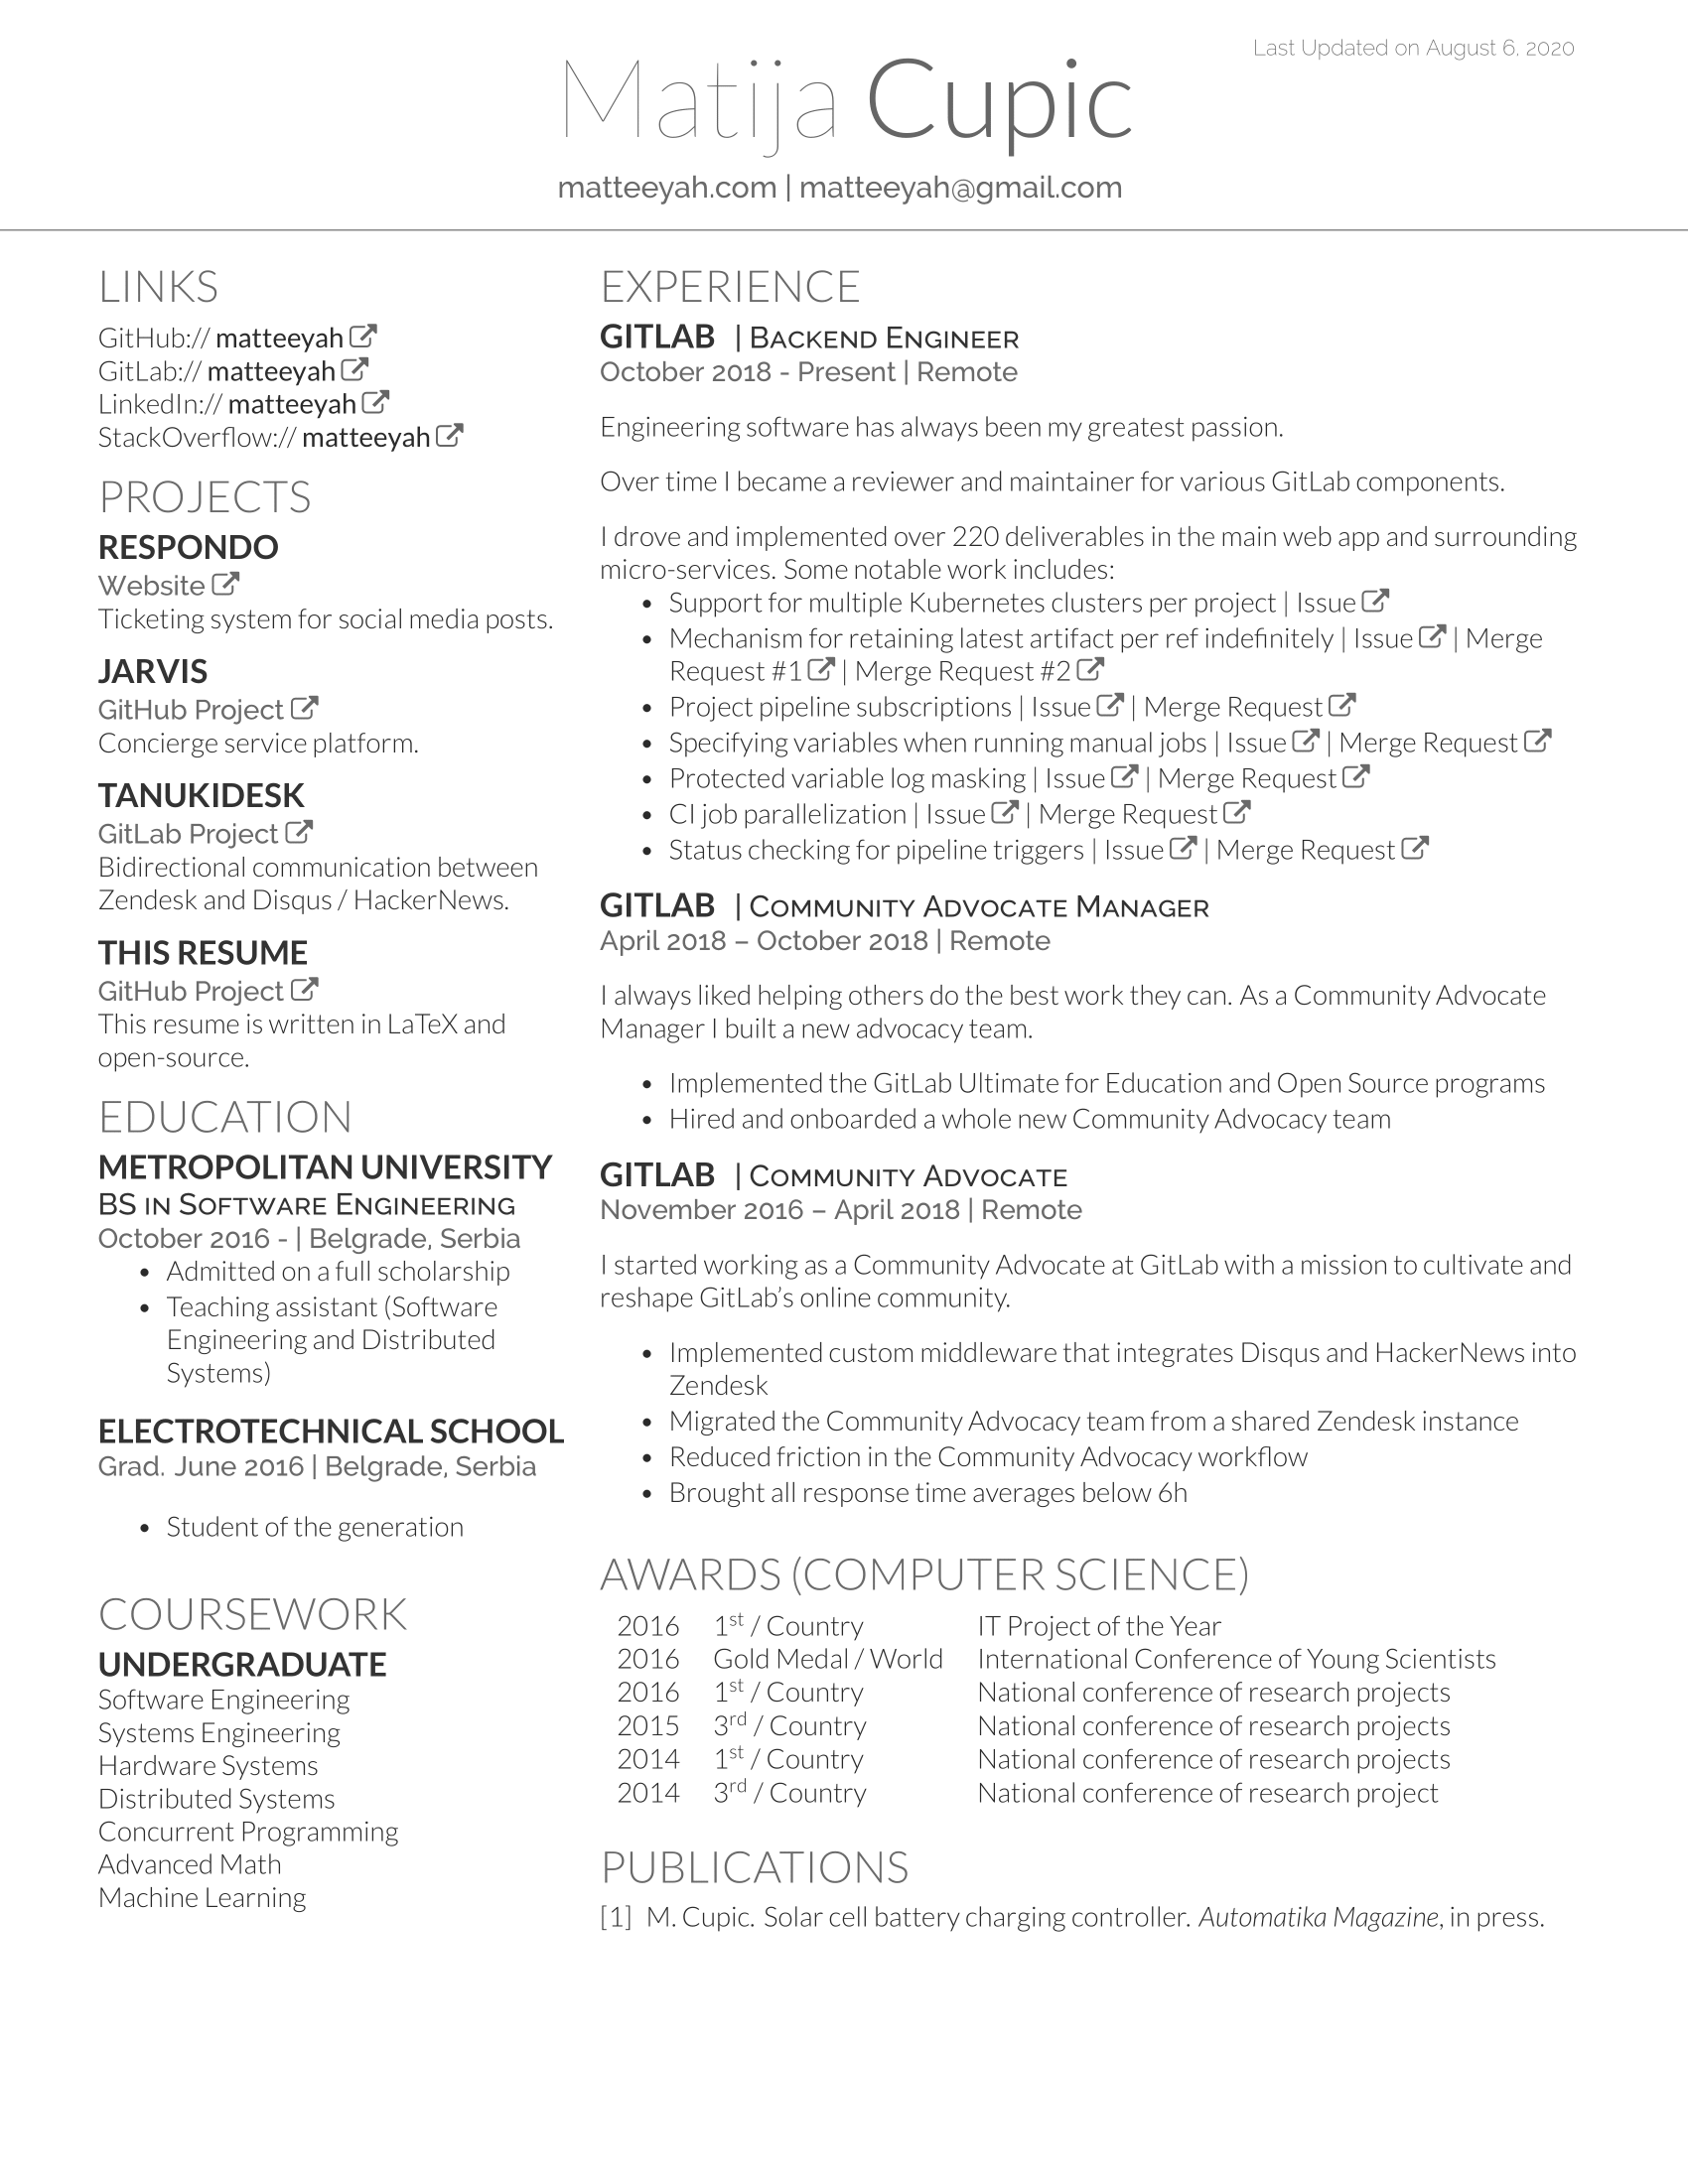 Last Updated on August 6, 2020
Matija Cupic
matteeyah.com | matteeyah@gmail.com
LINKS
GitHub:// matteeyah
GitLab:// matteeyah
LinkedIn:// matteeyah
StackOverflow:// matteeyah
PROJECTS
RESPONDO
Website
Ticketing system for social media posts.
JARVIS
GitHub Project
Concierge service platform.
TANUKIDESK
GitLab Project
Bidirectional communication between
Zendesk and Disqus / HackerNews.
THIS RESUME
GitHub Project
This resume is written in LaTeX and
open-source.
EDUCATION
METROPOLITAN UNIVERSITY
BS in Software Engineering
October 2016 - | Belgrade, Serbia
• Admitted on a full scholarship
• Teaching assistant (Software
Engineering and Distributed
Systems)
ELECTROTECHNICAL SCHOOL
Grad. June 2016 | Belgrade, Serbia
• Student of the generation
COURSEWORK
UNDERGRADUATE
Software Engineering
Systems Engineering
Hardware Systems
Distributed Systems
Concurrent Programming
Advanced Math
Machine Learning
EXPERIENCE
GITLAB | Backend Engineer
October 2018 - Present | Remote
Engineering software has always been my greatest passion.
Over time I became a reviewer and maintainer for various GitLab components.
I drove and implemented over 220 deliverables in the main web app and surrounding
micro-services. Some notable work includes:
• Support for multiple Kubernetes clusters per project | Issue
• Mechanism for retaining latest artifact per ref indefinitely | Issue | Merge
Request #1 | Merge Request #2
• Project pipeline subscriptions | Issue | Merge Request
• Specifying variables when running manual jobs | Issue | Merge Request
• Protected variable log masking | Issue | Merge Request
• CI job parallelization | Issue | Merge Request
• Status checking for pipeline triggers | Issue | Merge Request
GITLAB | Community Advocate Manager
April 2018 – October 2018 | Remote
I always liked helping others do the best work they can. As a Community Advocate
Manager I built a new advocacy team.
• Implemented the GitLab Ultimate for Education and Open Source programs
• Hired and onboarded a whole new Community Advocacy team
GITLAB | Community Advocate
November 2016 – April 2018 | Remote
I started working as a Community Advocate at GitLab with a mission to cultivate and
reshape GitLab's online community.
• Implemented custom middleware that integrates Disqus and HackerNews into
Zendesk
• Migrated the Community Advocacy team from a shared Zendesk instance
• Reduced friction in the Community Advocacy workflow
• Brought all response time averages below 6h
AWARDS (COMPUTER SCIENCE)
2016 1st / Country IT Project of the Year
2016 Gold Medal / World International Conference of Young Scientists
2016 1st / Country National conference of research projects
2015 3rd / Country National conference of research projects
2014 1st / Country National conference of research projects
2014 3rd / Country National conference of research project
PUBLICATIONS
[1] M. Cupic. Solar cell battery charging controller. Automatika Magazine, in press.